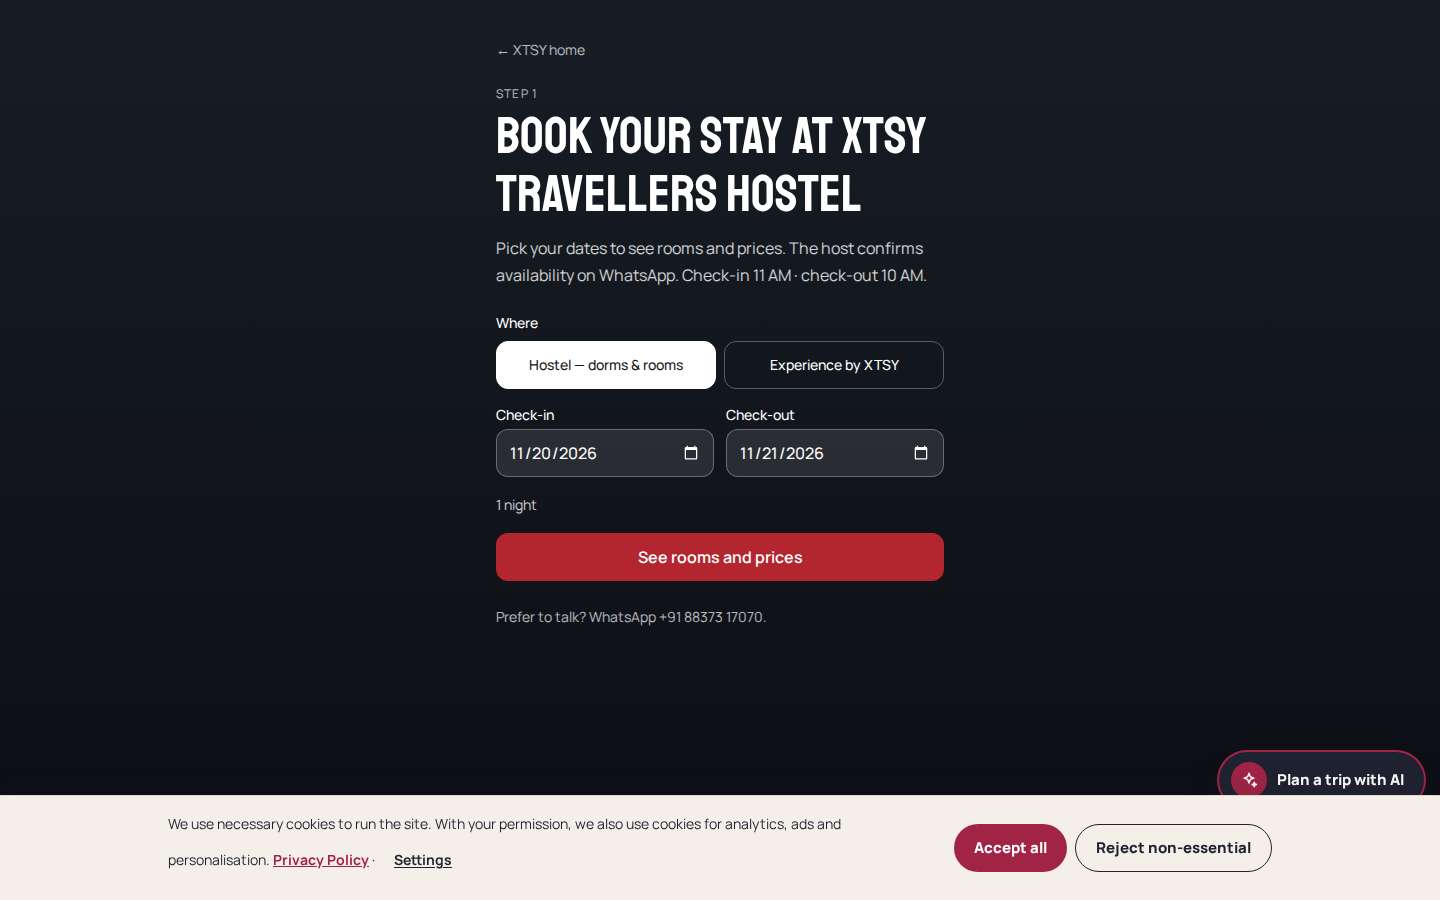 ← XTSY home
STEP 1
BOOK YOUR STAY AT XTSY
TRAVELLERS HOSTEL
Pick your dates to see rooms and prices. The host confirms
availability on WhatsApp. Check-in 11 AM · check-out 10 AM.
Where
Hostel — dorms & rooms
Experience by XTSY
Check-in
Check-out
11/20/2026
11/21/2026
1 night
See rooms and prices
Prefer to talk? WhatsApp +91 88373 17070.
Plan a trip with AI
We use necessary cookies to run the site. With your permission, we also use cookies for analytics, ads and
personalisation. Privacy Policy · Settings
Accept all
Reject non-essential